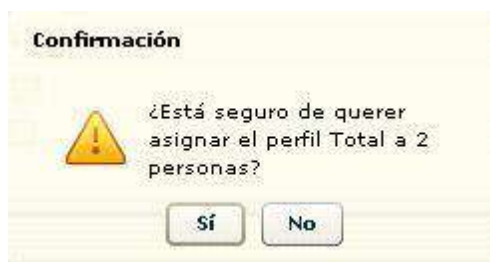 Confirmación
¿Está seguro de querer
asignar el perfil Total a 2
personas?
Sí
No